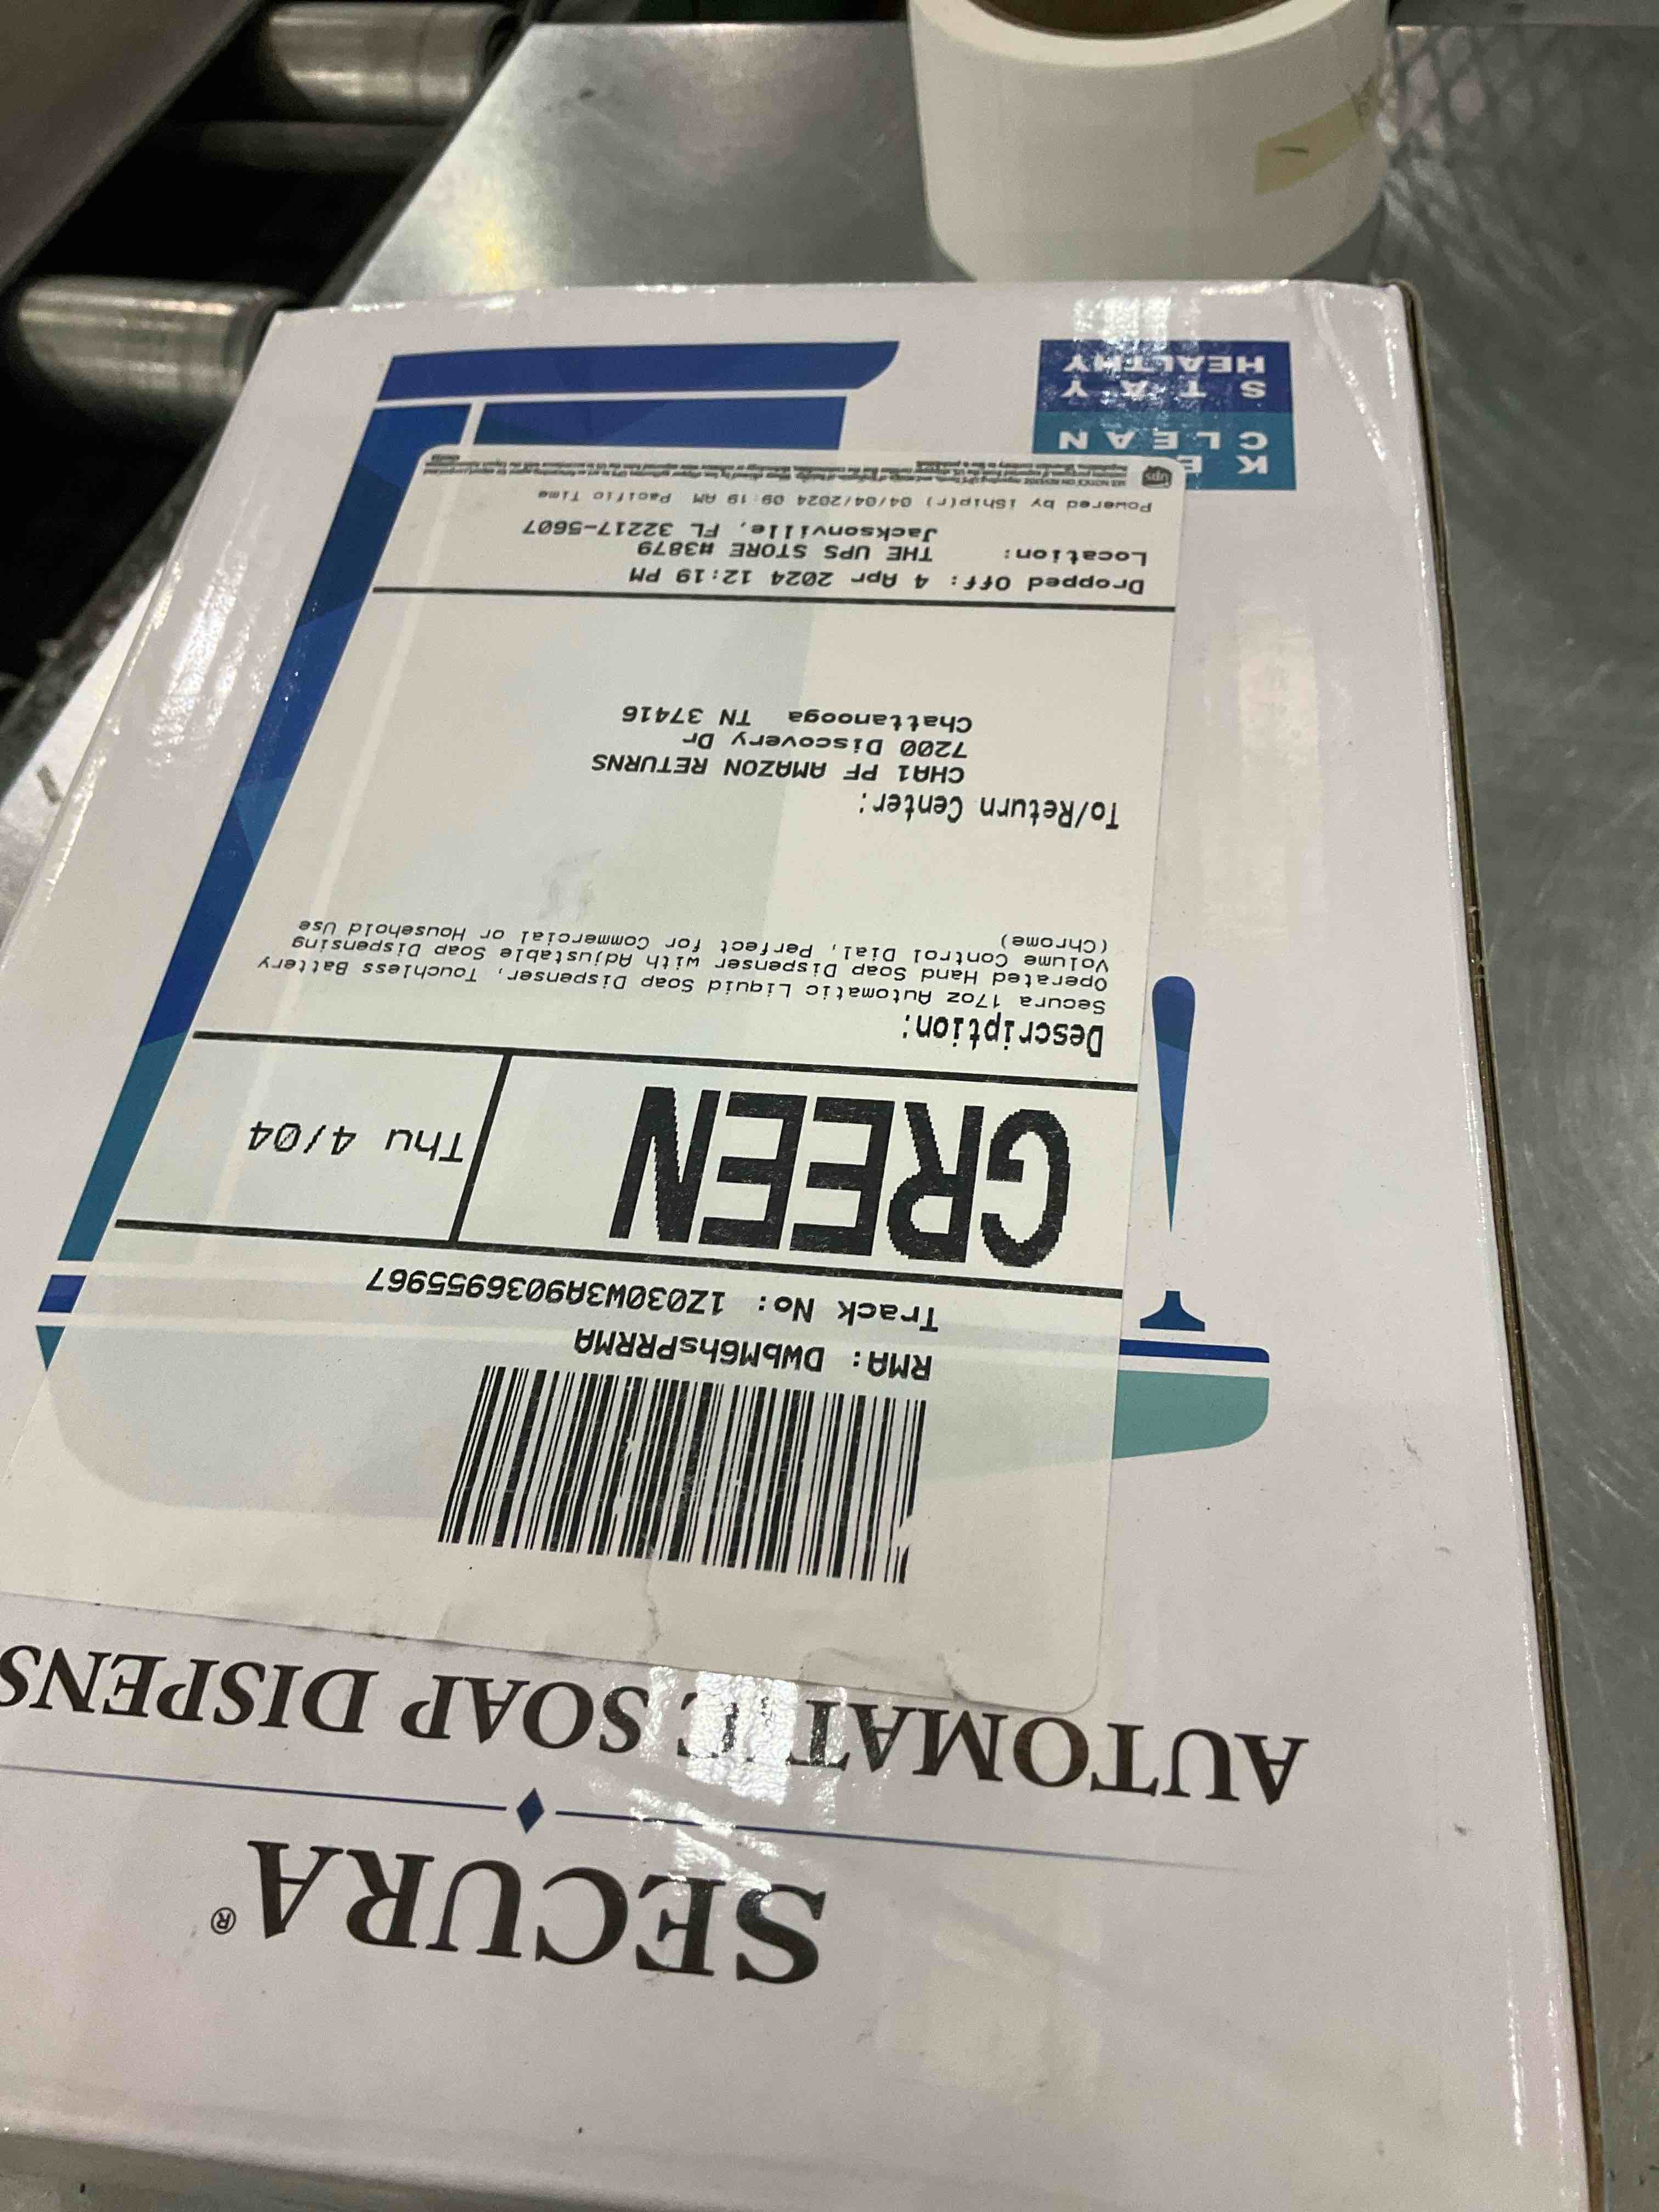 SECURA®
AUTOMATIC SOAP DISPENS
RMA: DWbM6hsPRRMA
Track No: 1Z030W3A9036955967
GREEN
Thu 4/04
Description:
Secura 17oz Automatic Liquid Soap Dispenser, Touchless Battery
Operated Hand Soap Dispenser with Adjustable Soap Dispensing
Volume Control Dial, Perfect for Commercial or Household Use
(Chrome)
To/Return Center:
CHA1 PF AMAZON RETURNS
7200 Discovery Dr
Chattanooga TN 37416
Dropped Off: 4 Apr 2024 12:19 PM
Location: THE UPS STORE #3879
Jacksonville, FL 32217-5607
Powered by iShip(r) 04/04/2024 09:19 AM Pacific Time
ups
KE
CLEAN
STAY
HEALTHY